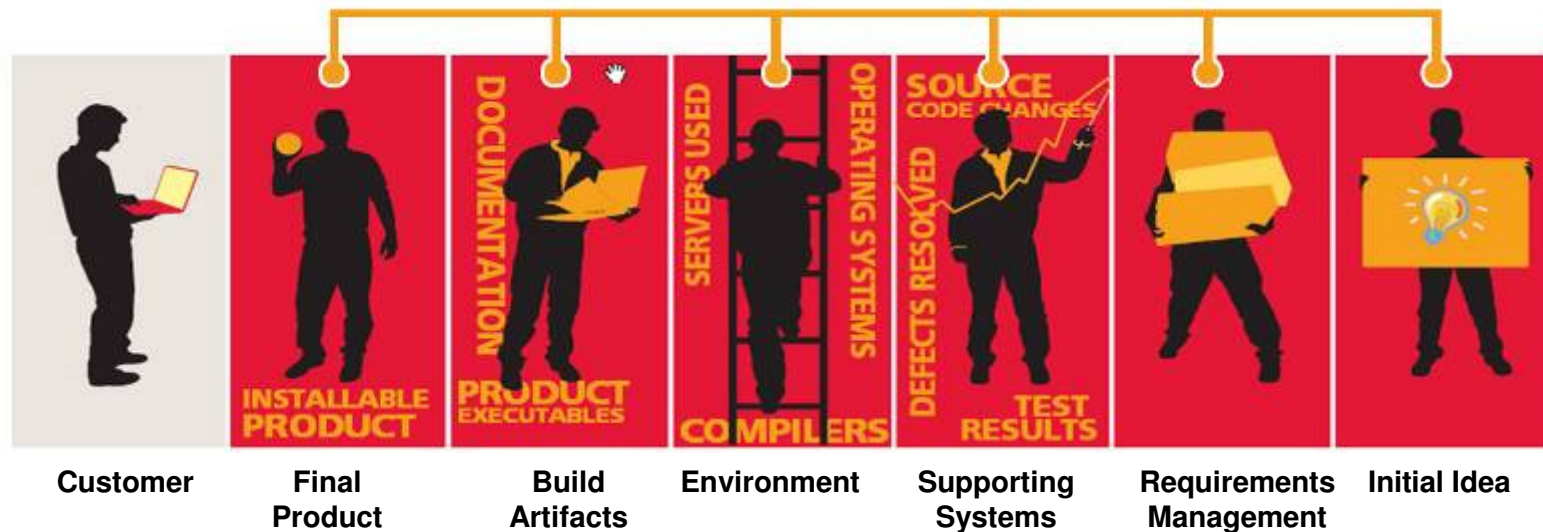 INSTALLABLE
PRODUCT
DOCUMENTATION
PRODUCT
EXECUTABLES
SERVERS USED
OPERATING SYSTEMS
COMPILERS
SOURCE
CODE CHANGES
DEFECTS RESOLVED
TEST
RESULTS
Customer
Final
Product
Build
Artifacts
Environment
Supporting
Systems
Requirements
Management
Initial Idea